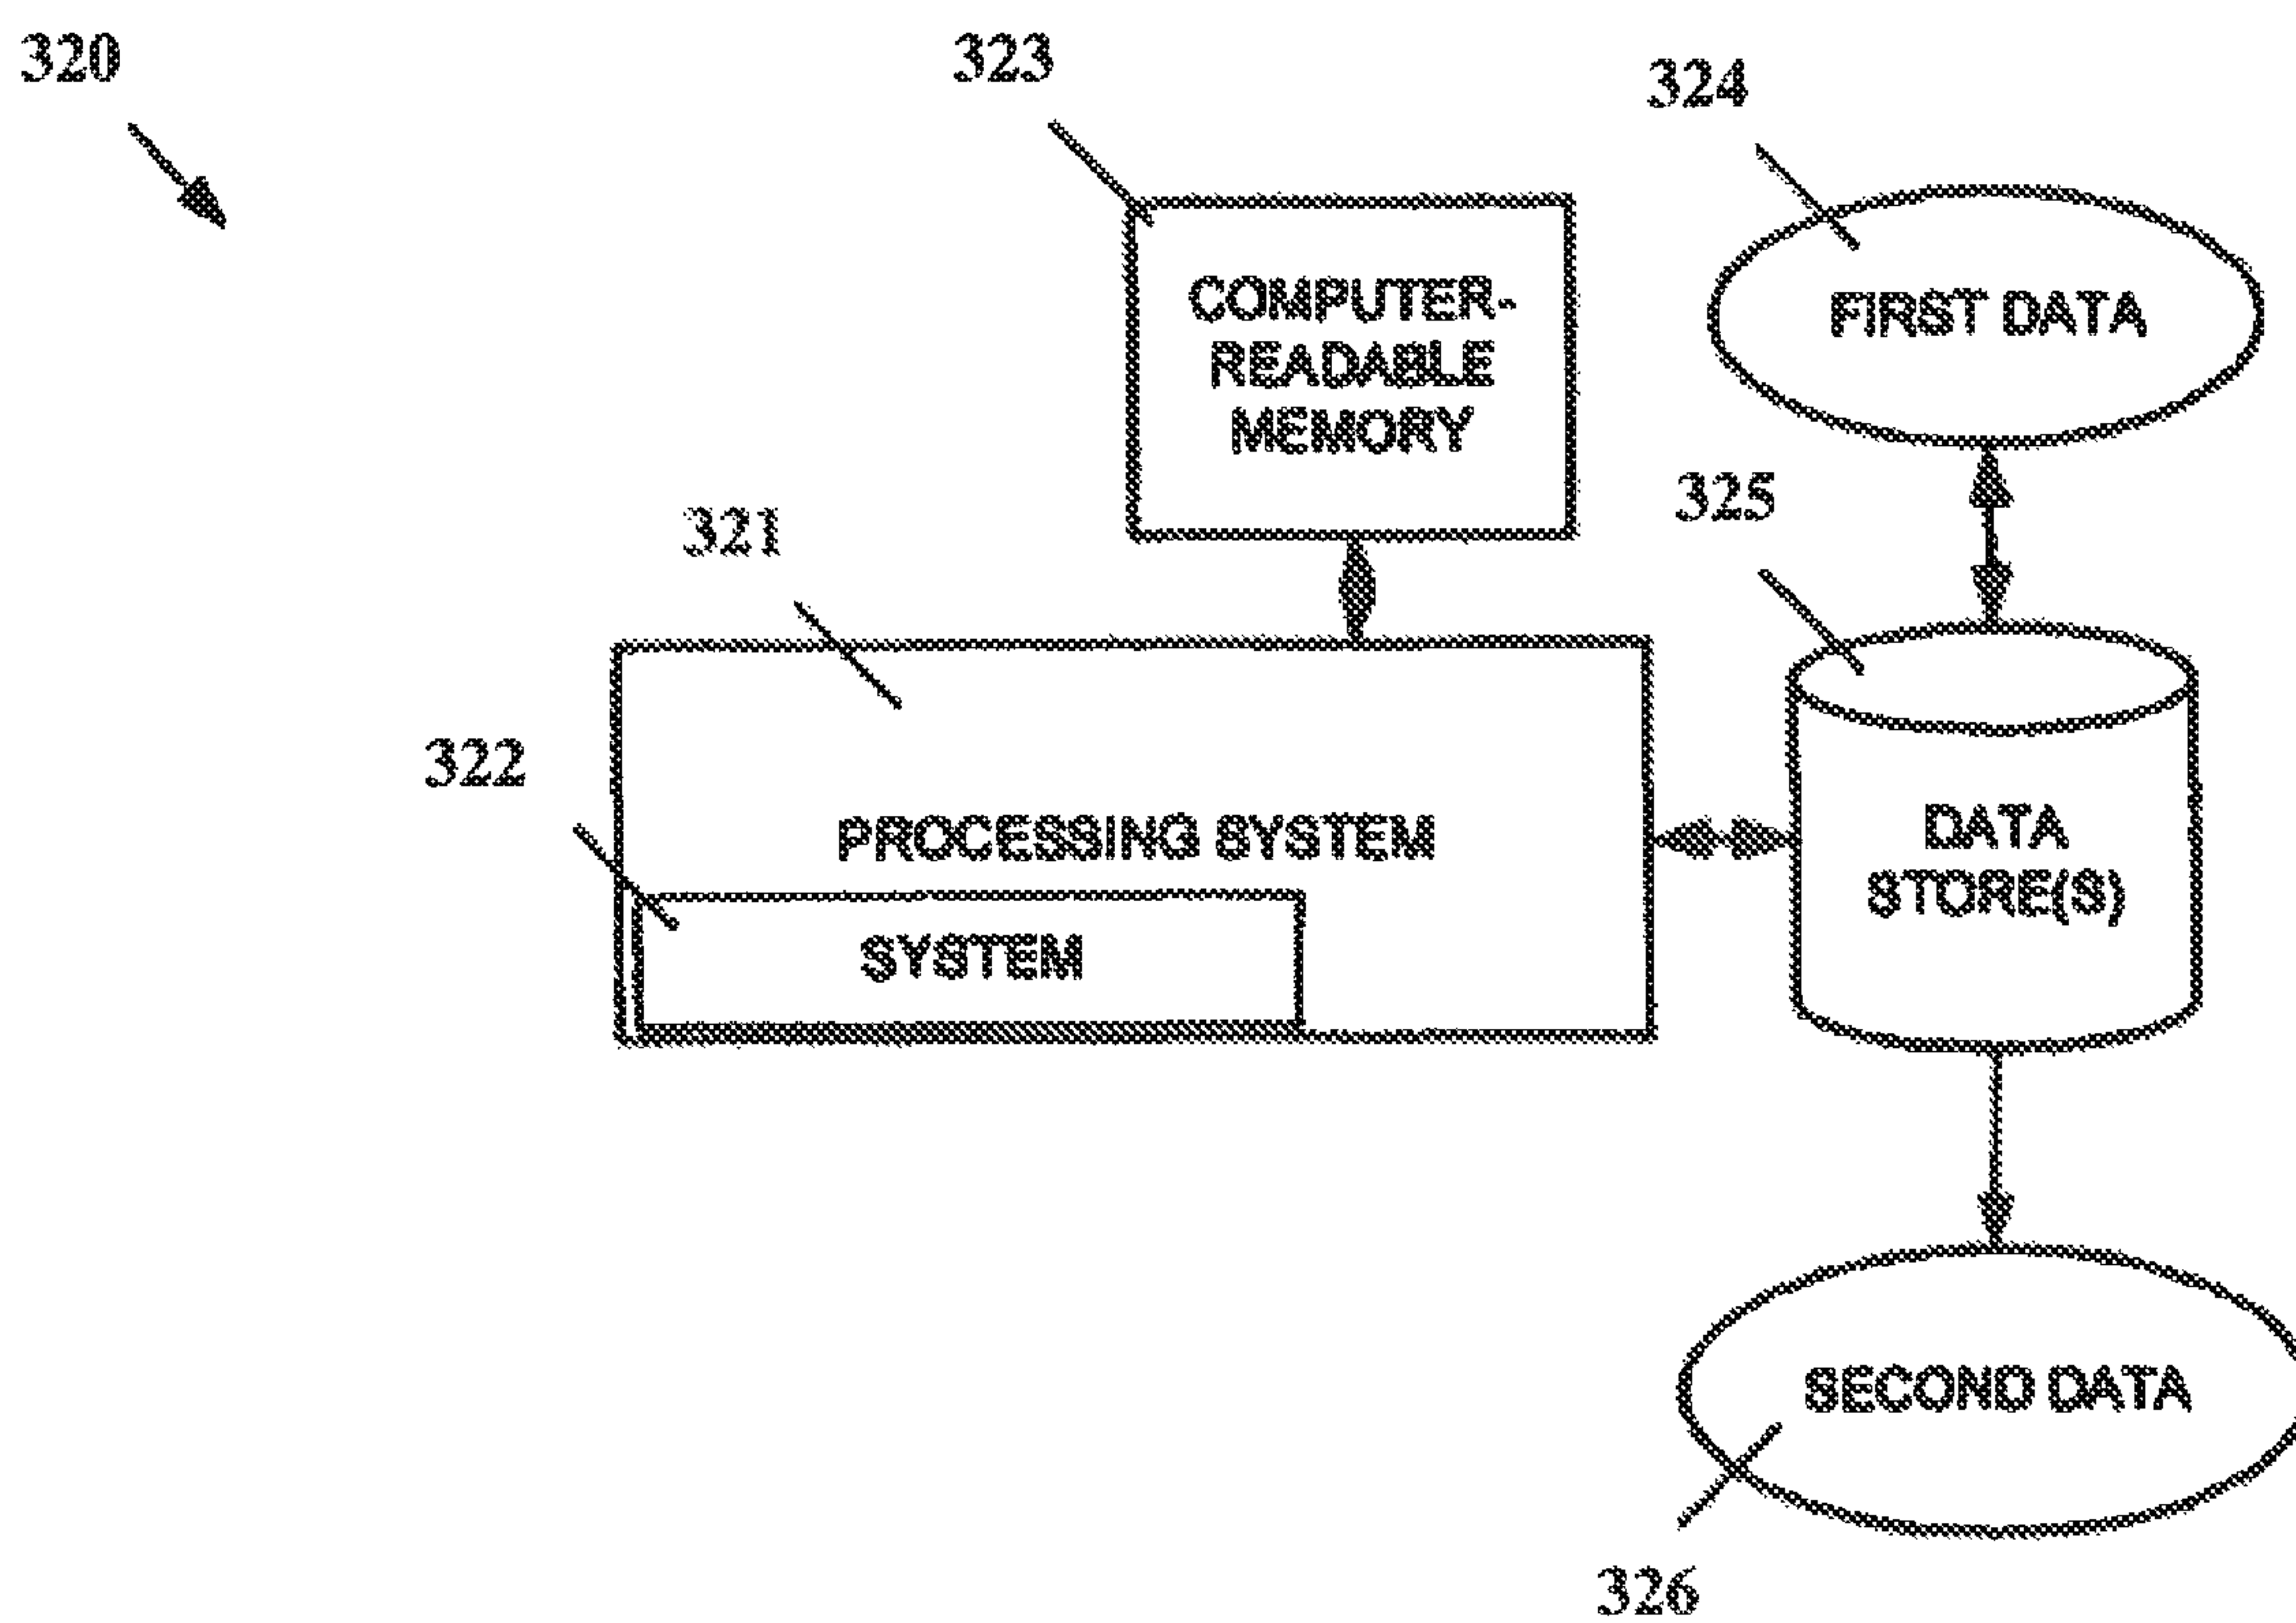 320
323
324
COMPUTER-
READABLE
MEMORY
FIRST DATA
321
325
322
PROCESSING SYSTEM
SYSTEM
DATA
STORE(S)
SECOND DATA
326